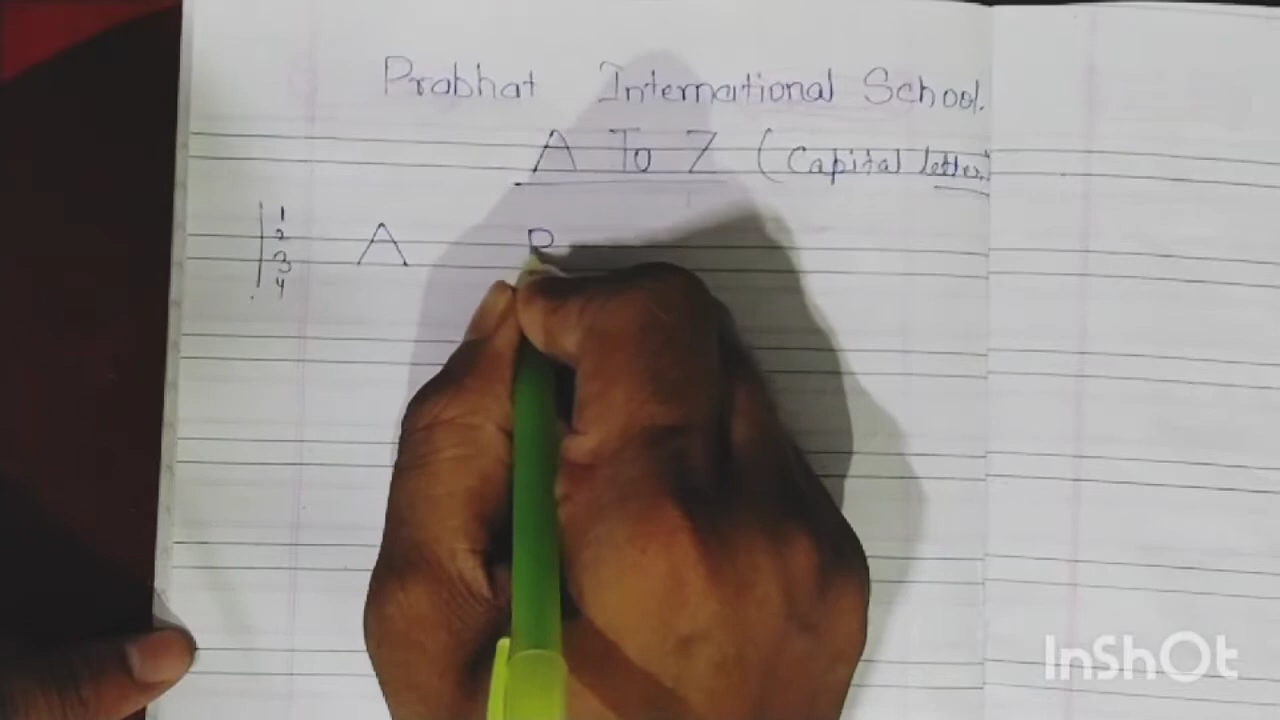 Prabhat International School.
A To Z (Capital letter)
1
2
3
4
A
InShOt